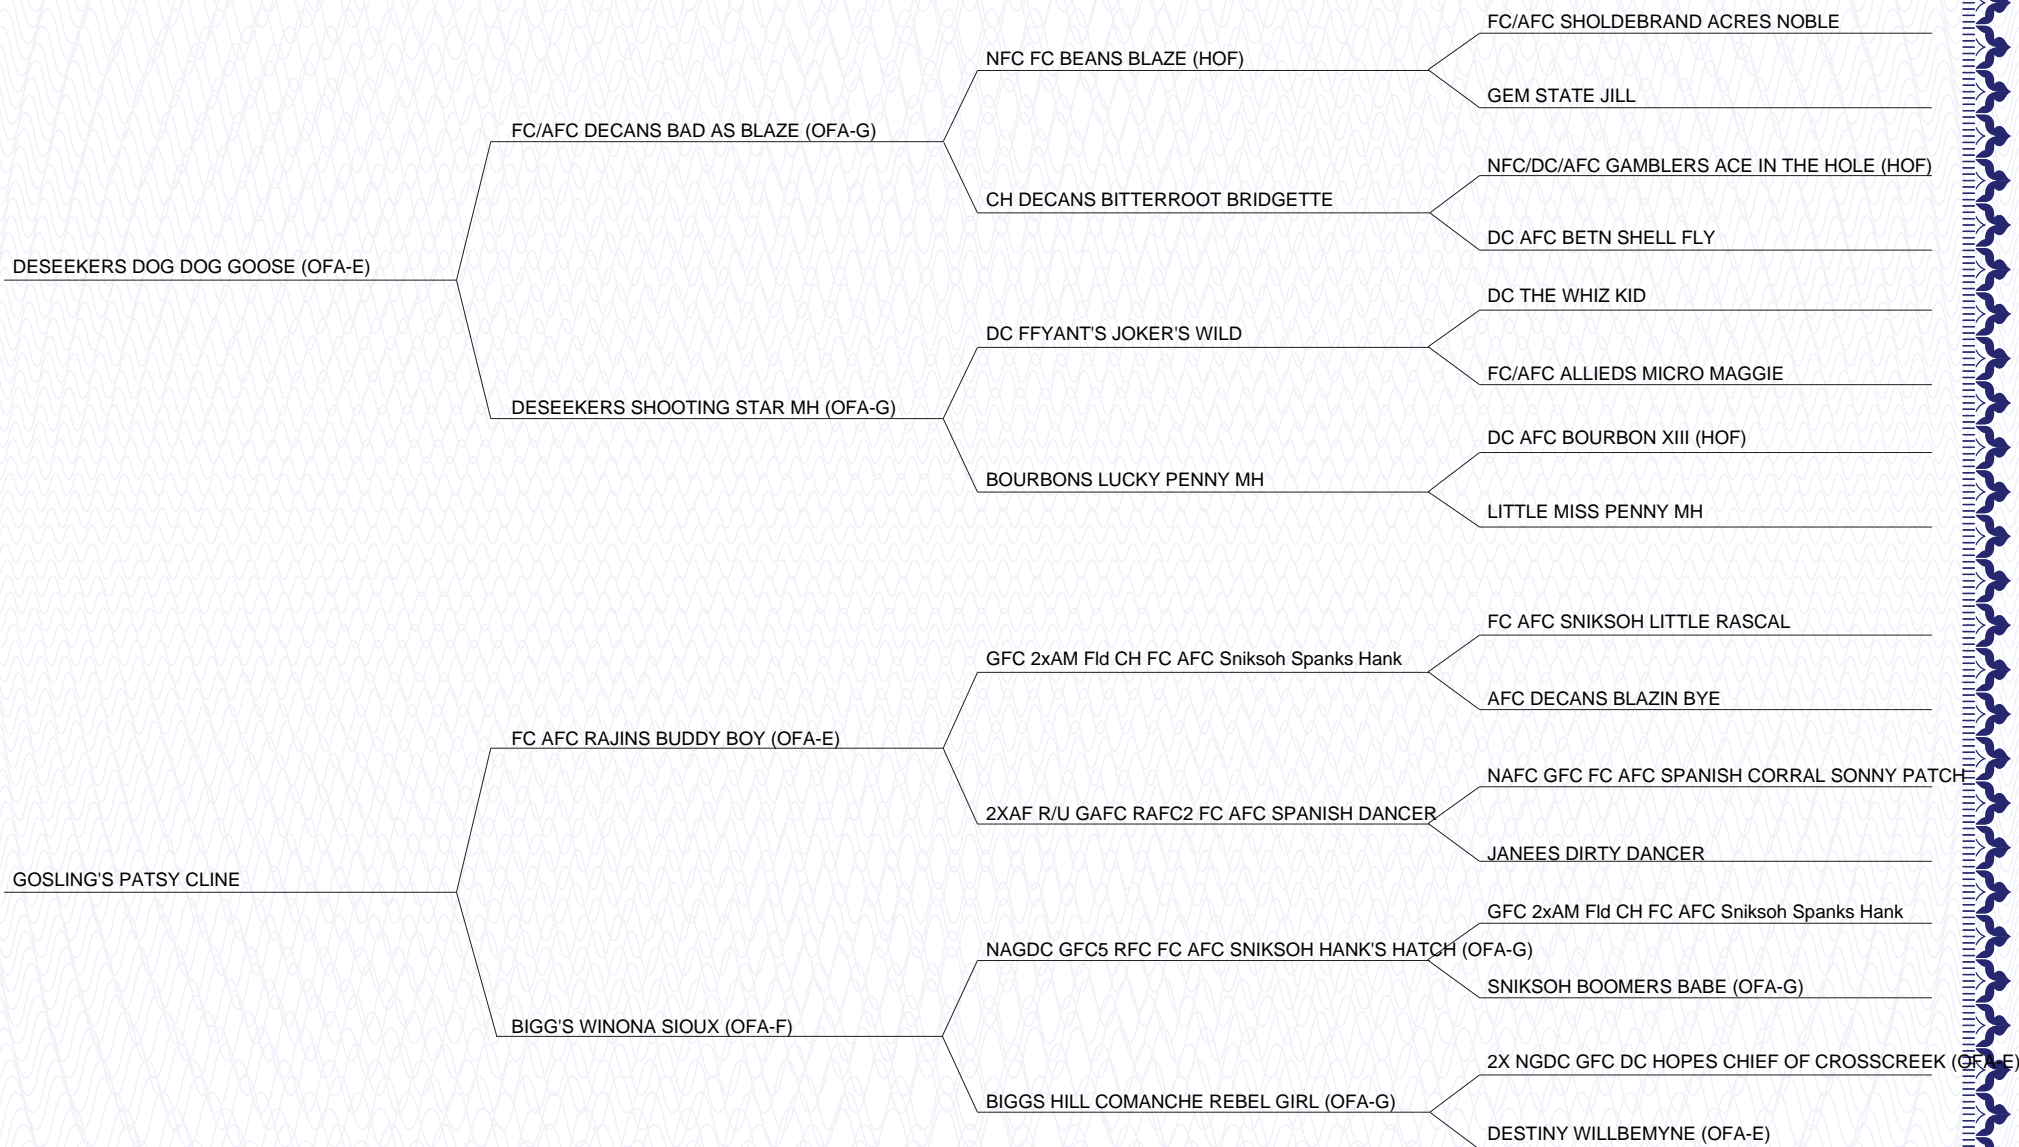 FC/AFC SHOLDEBRAND ACRES NOBLE
NFC FC BEANS BLAZE (HOF)
GEM STATE JILL
FC/AFC DECANS BAD AS BLAZE (OFA-G)
NFC/DC/AFC GAMBLERS ACE IN THE HOLE (HOF)
CH DECANS BITTERROOT BRIDGETTE
DC AFC BETN SHELL FLY
DESEEKERS DOG DOG GOOSE (OFA-E)
DC THE WHIZ KID
DC FFYANT'S JOKER'S WILD
FC/AFC ALLIEDS MICRO MAGGIE
DESEEKERS SHOOTING STAR MH (OFA-G)
DC AFC BOURBON XIII (HOF)
BOURBONS LUCKY PENNY MH
LITTLE MISS PENNY MH
FC AFC SNIKSOH LITTLE RASCAL
GFC 2xAM Fld CH FC AFC Sniksoh Spanks Hank
AFC DECANS BLAZIN BYE
FC AFC RAJINS BUDDY BOY (OFA-E)
NAFC GFC FC AFC SPANISH CORRAL SONNY PATCH
2XAF R/U GAFC RAFC2 FC AFC SPANISH DANCER
JANEES DIRTY DANCER
GOSLING'S PATSY CLINE
GFC 2xAM Fld CH FC AFC Sniksoh Spanks Hank
NAGDC GFC5 RFC FC AFC SNIKSOH HANK'S HATCH (OFA-G)
SNIKSOH BOOMERS BABE (OFA-G)
BIGG'S WINONA SIOUX (OFA-F)
2X NGDC GFC DC HOPES CHIEF OF CROSSCREEK (OFA-E)
BIGGS HILL COMANCHE REBEL GIRL (OFA-G)
DESTINY WILLBEMYNE (OFA-E)